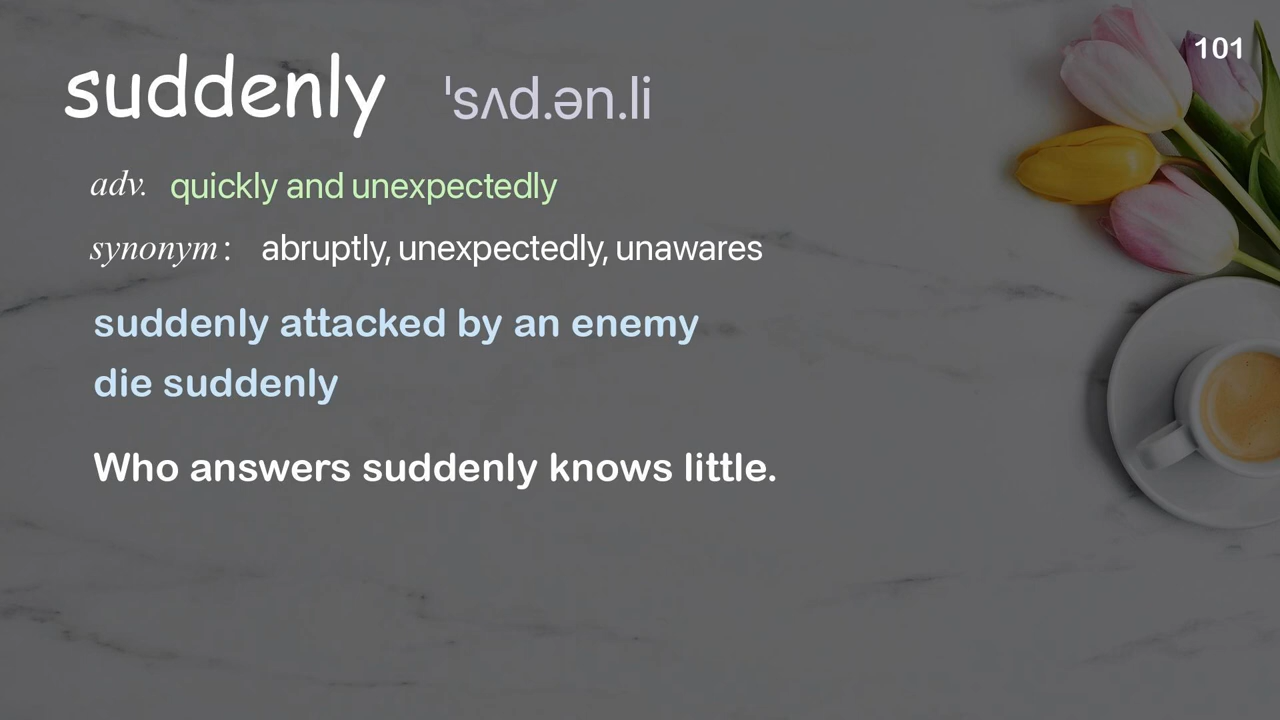 101
suddenly ˈsʌd.ən.li
adv. quickly and unexpectedly
synonym : abruptly, unexpectedly, unawares
suddenly attacked by an enemy
die suddenly
Who answers suddenly knows little.